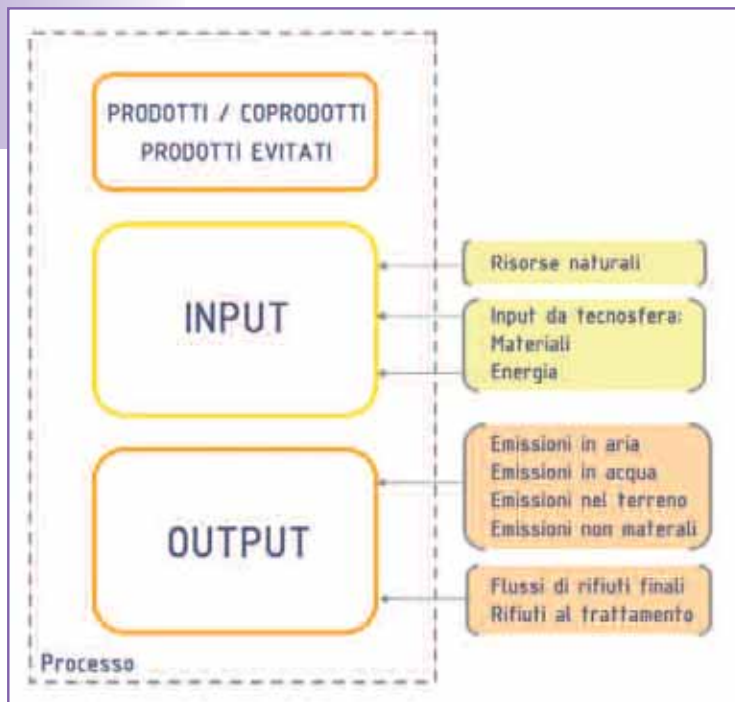 PRODOTTI / COPRODOTTI
PRODOTTI EVITATI
INPUT
Risorse naturali
Input da tecnosfera:
Materiali
Energia
OUTPUT
Emissioni in aria
Emissioni in acqua
Emissioni nel terreno
Emissioni non materali
Flussi di rifiuti finali
Rifiuti al trattamento
Processo